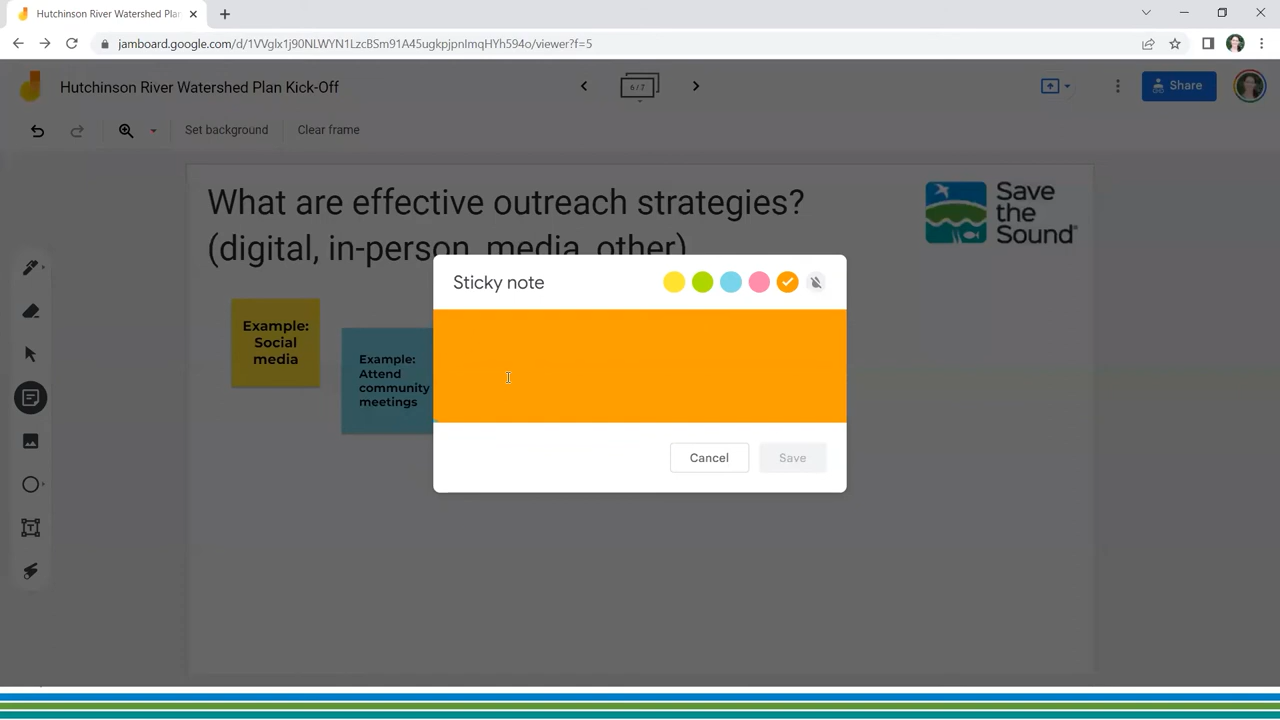 Hutchinson River Watershed Pla
jamboard.google.com/d/1VVglx1j90NLWYN1LzcBSm91A45ugkpjpnImqHYh594o/viewer?f=5
Hutchinson River Watershed Plan Kick-Off
6 / 7
Share
Set background
Clear frame
What are effective outreach strategies?
(digital, in-person, media, other)
Save
the
Sound®
Sticky note
Example:
Social
media
Example:
Attend
community
meetings
Cancel
Save